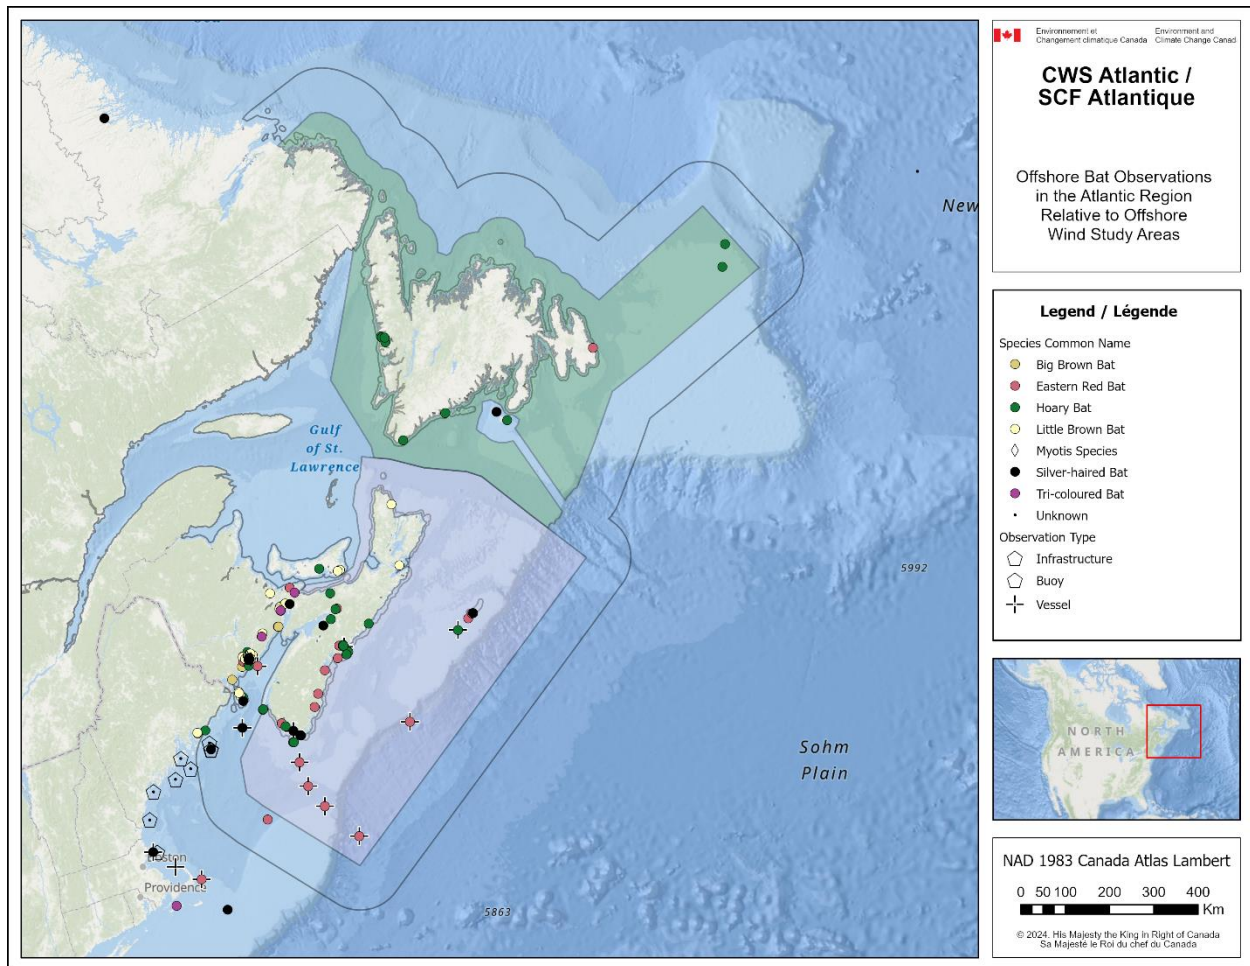 Sea
New
Gulf
of St.
Lawrence
5992
Sohm
Plain
Boston
Providence
5863
Environnement et
Changement climatique Canada
Environment and
Climate Change Canad
CWS Atlantic /
SCF Atlantique
Offshore Bat Observations
in the Atlantic Region
Relative to Offshore
Wind Study Areas
Legend / Légende
Species Common Name
Big Brown Bat
Eastern Red Bat
Hoary Bat
Little Brown Bat
Myotis Species
Silver-haired Bat
Tri-coloured Bat
Unknown
Observation Type
Infrastructure
Buoy
Vessel
NORTH
AMERICA
NAD 1983 Canada Atlas Lambert
0 50 100 200 300 400
Km
© 2024. His Majesty the King in Right of Canada
Sa Majesté le Roi du chef du Canada